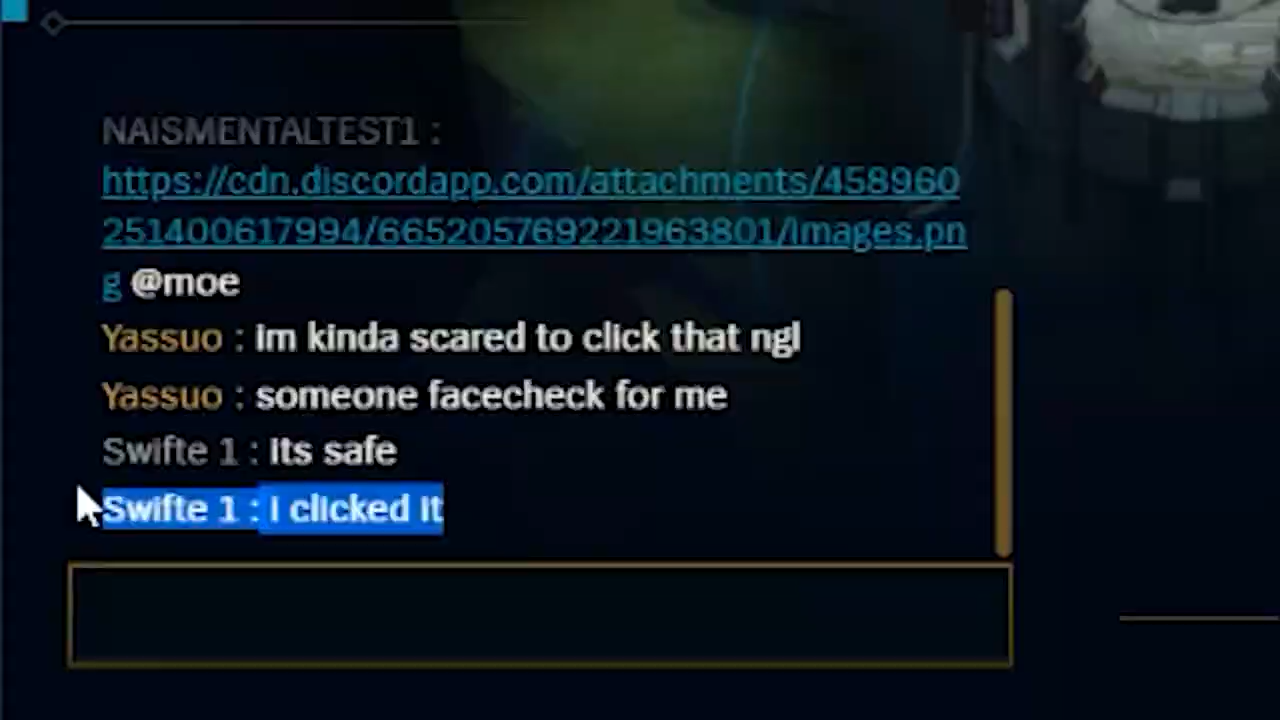 NAISMENTALTEST1 :
https://cdn.discordapp.com/attachments/458960
251400617994/665205769221963801/images.pn
g @moe
Yassuo : im kinda scared to click that ngl
Yassuo : someone facecheck for me
Swifte 1 : its safe
Swifte 1 : i clicked it